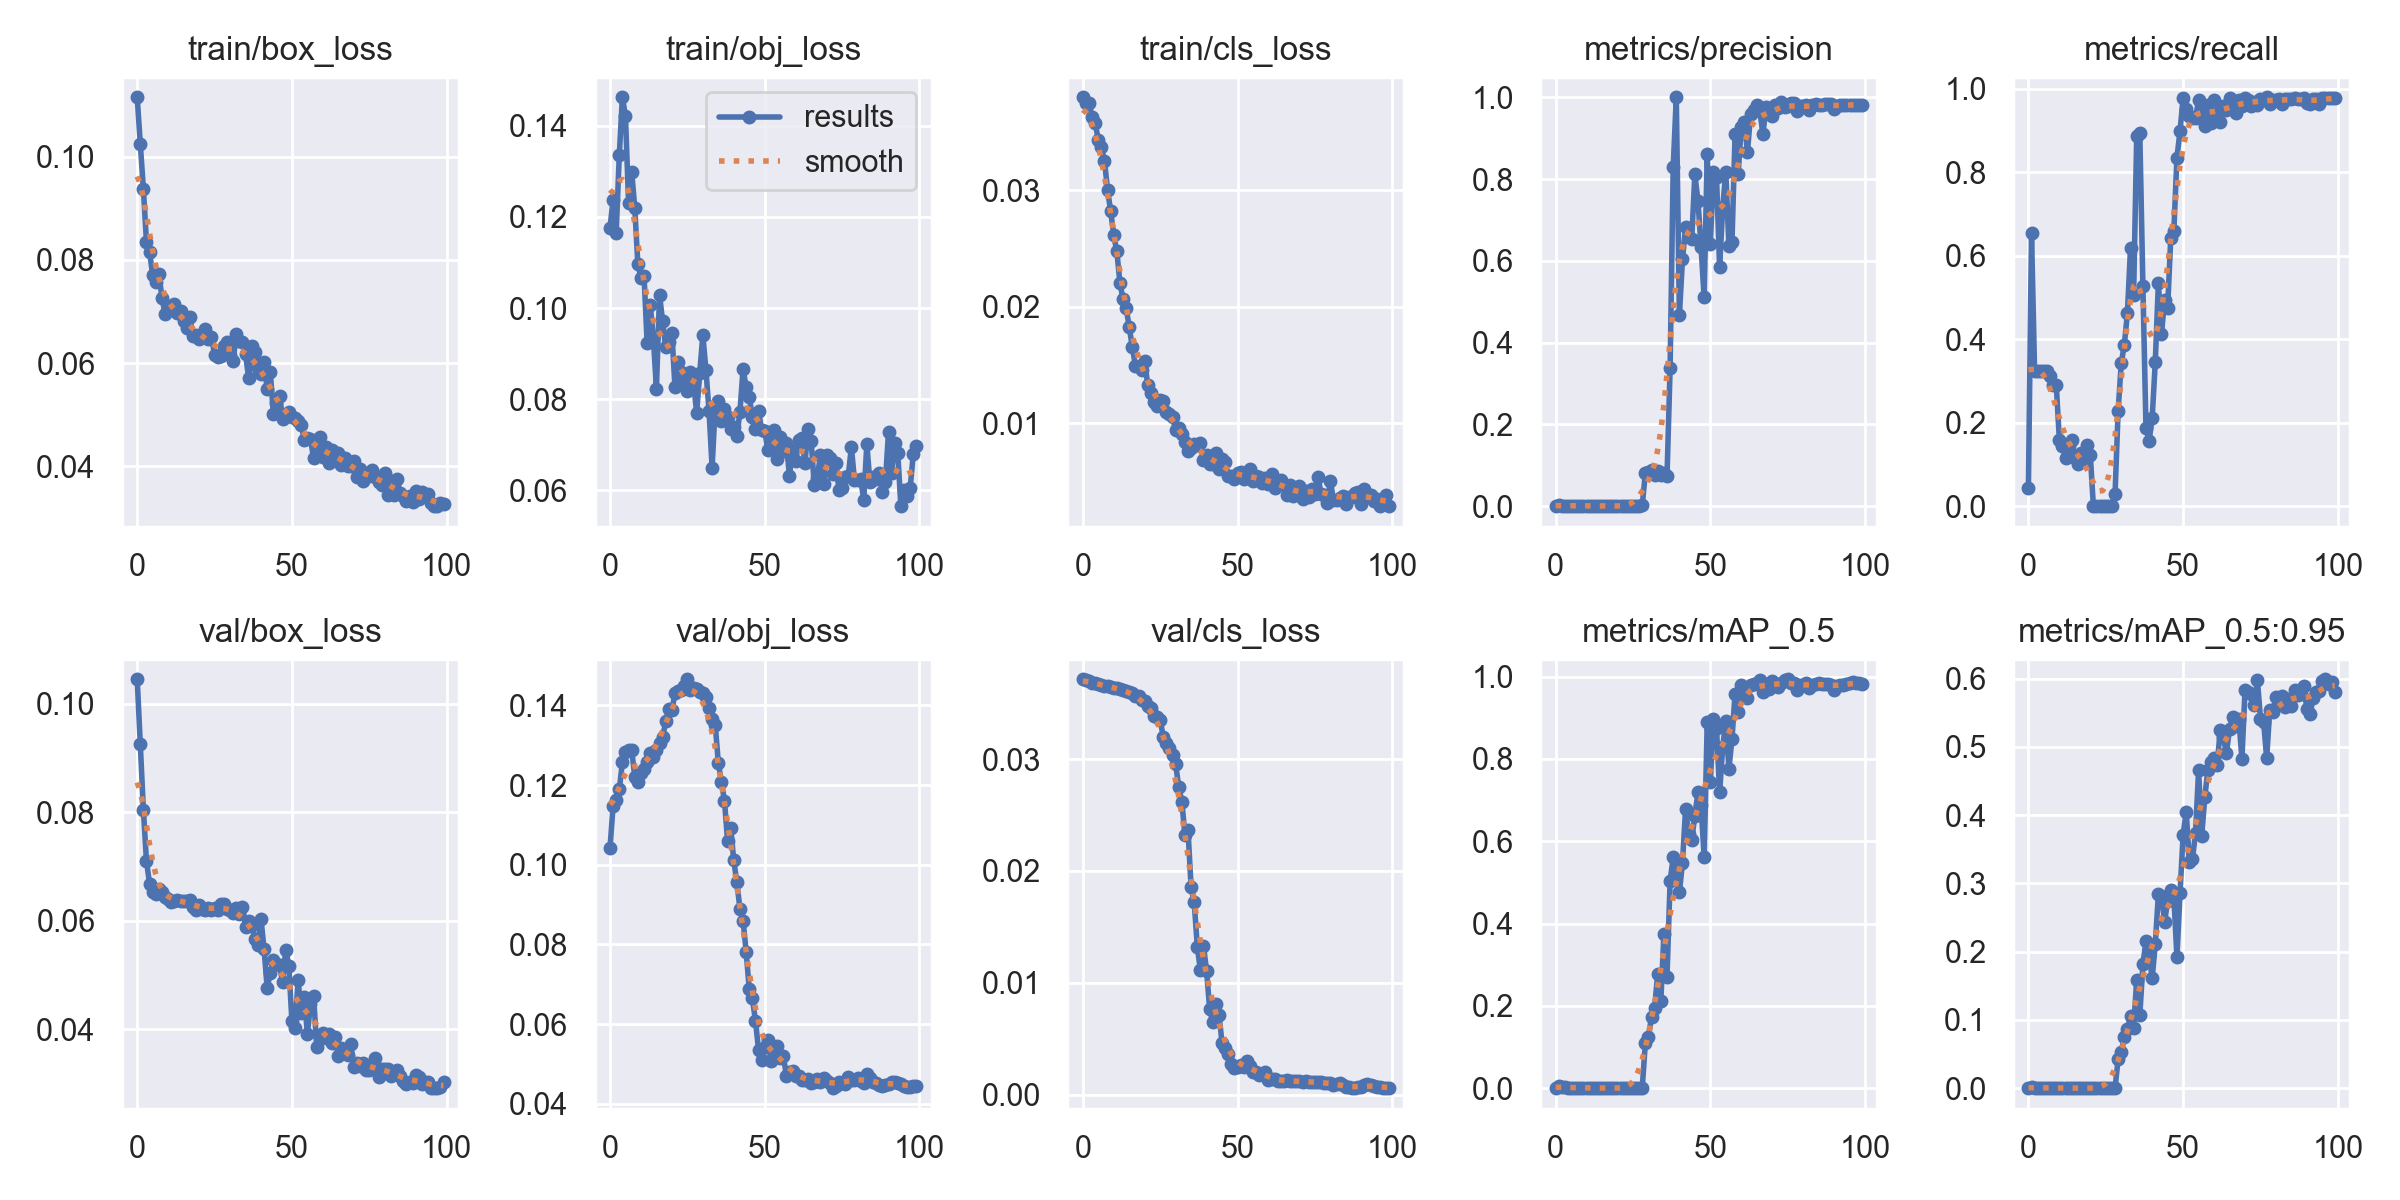 train/box_loss
0.10
0.08
0.06
0.04
0 50 100
train/obj_loss
results
smooth
0.14
0.12
0.10
0.08
0.06
0 50 100
train/cls_loss
0.03
0.02
0.01
0 50 100
metrics/precision
1.0
0.8
0.6
0.4
0.2
0.0
0 50 100
metrics/recall
1.0
0.8
0.6
0.4
0.2
0.0
0 50 100
val/box_loss
0.10
0.08
0.06
0.04
0 50 100
val/obj_loss
0.14
0.12
0.10
0.08
0.06
0.04
0 50 100
val/cls_loss
0.03
0.02
0.01
0.00
0 50 100
metrics/mAP_0.5
1.0
0.8
0.6
0.4
0.2
0.0
0 50 100
metrics/mAP_0.5:0.95
0.6
0.5
0.4
0.3
0.2
0.1
0.0
0 50 100